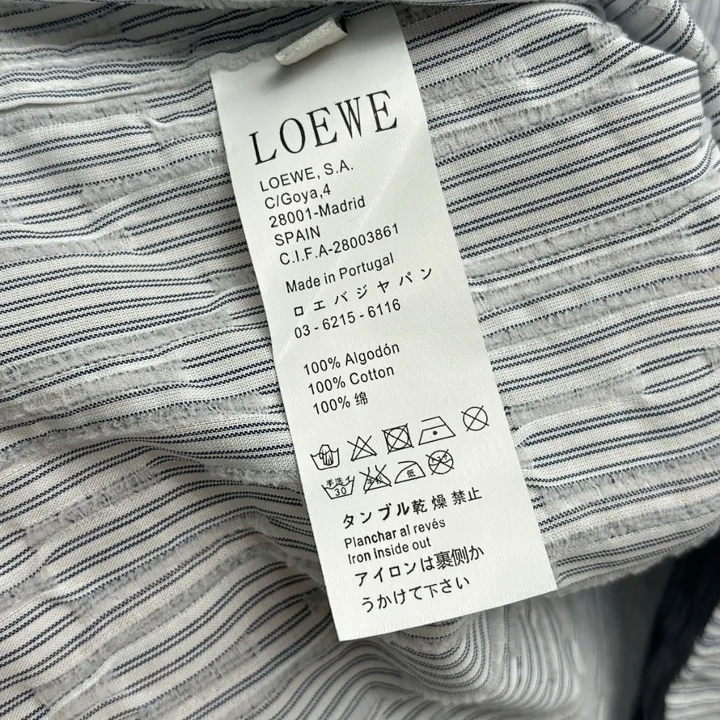 LOEWE
LOEWE, S.A.
C/Goya,4
28001-Madrid
SPAIN
C.I.F.A-28003861
Made in Portugal
ロエバジャパン
03-6215-6116
100% Algodón
100% Cotton
100% 绵
手洗 30 低
タンブル乾燥禁止
Planchar al revés
Iron inside out
アイロンは裏側か
うかけて下さい